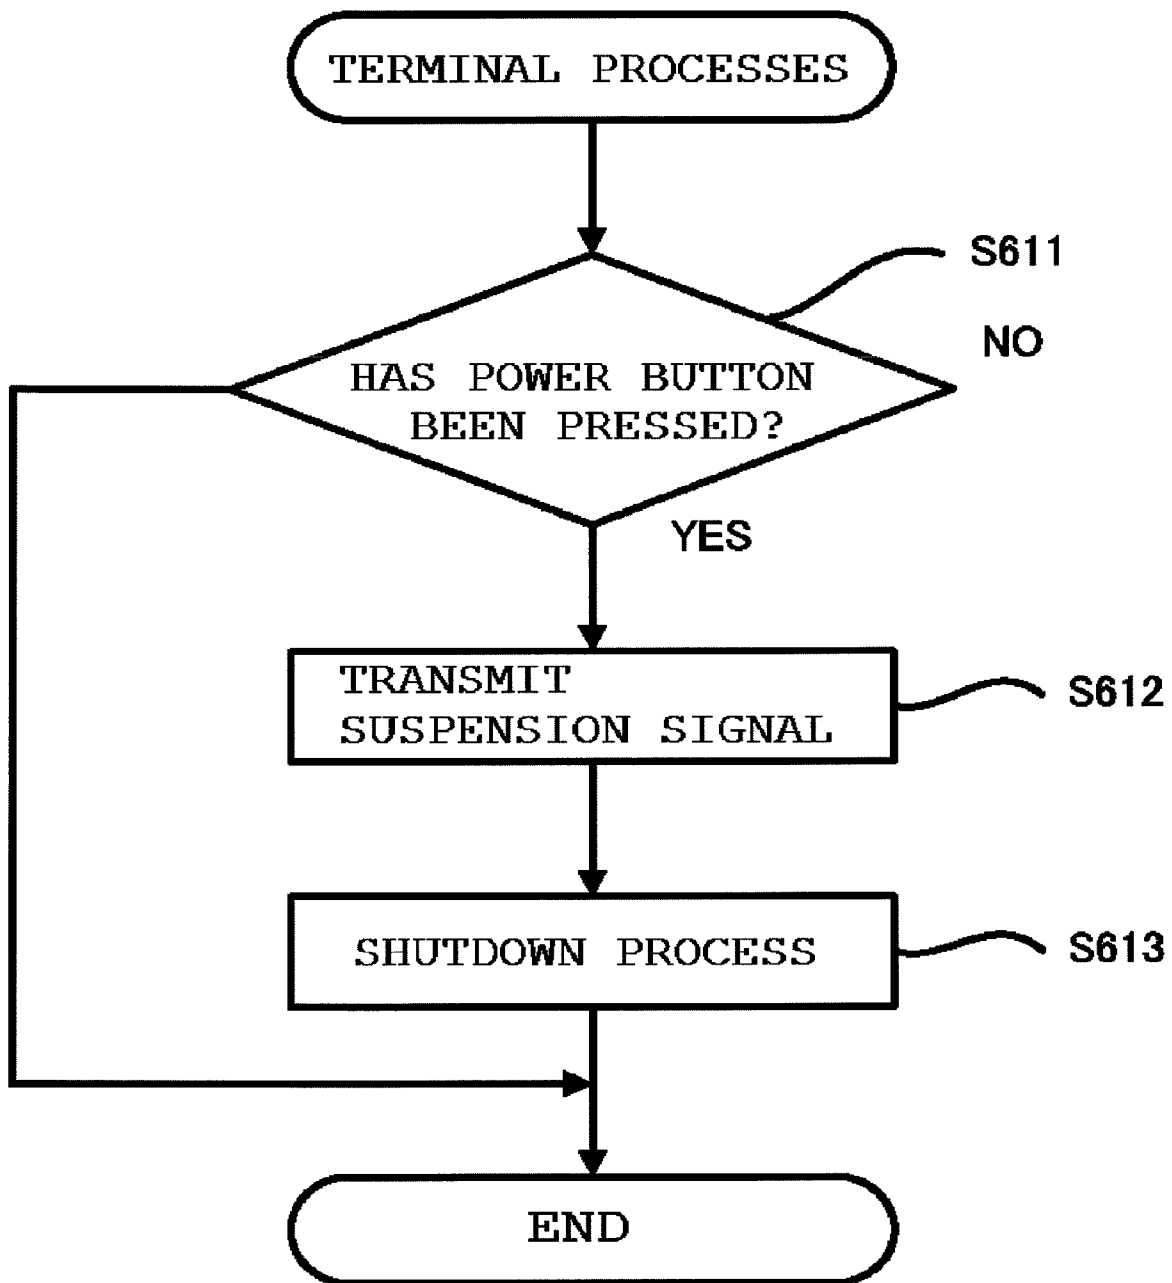 TERMINAL PROCESSES
S611
NO
HAS POWER BUTTON
BEEN PRESSED?
YES
TRANSMIT
SUSPENSION SIGNAL
S612
SHUTDOWN PROCESS
S613
END